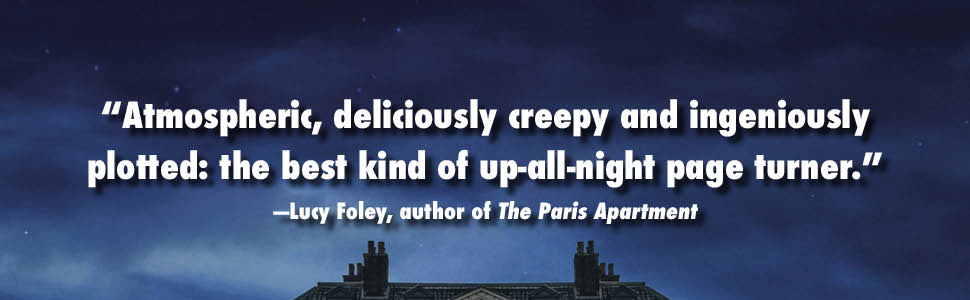 “Atmospheric, deliciously creepy and ingeniously
plotted: the best kind of up-all-night page turner.”
—Lucy Foley, author of The Paris Apartment